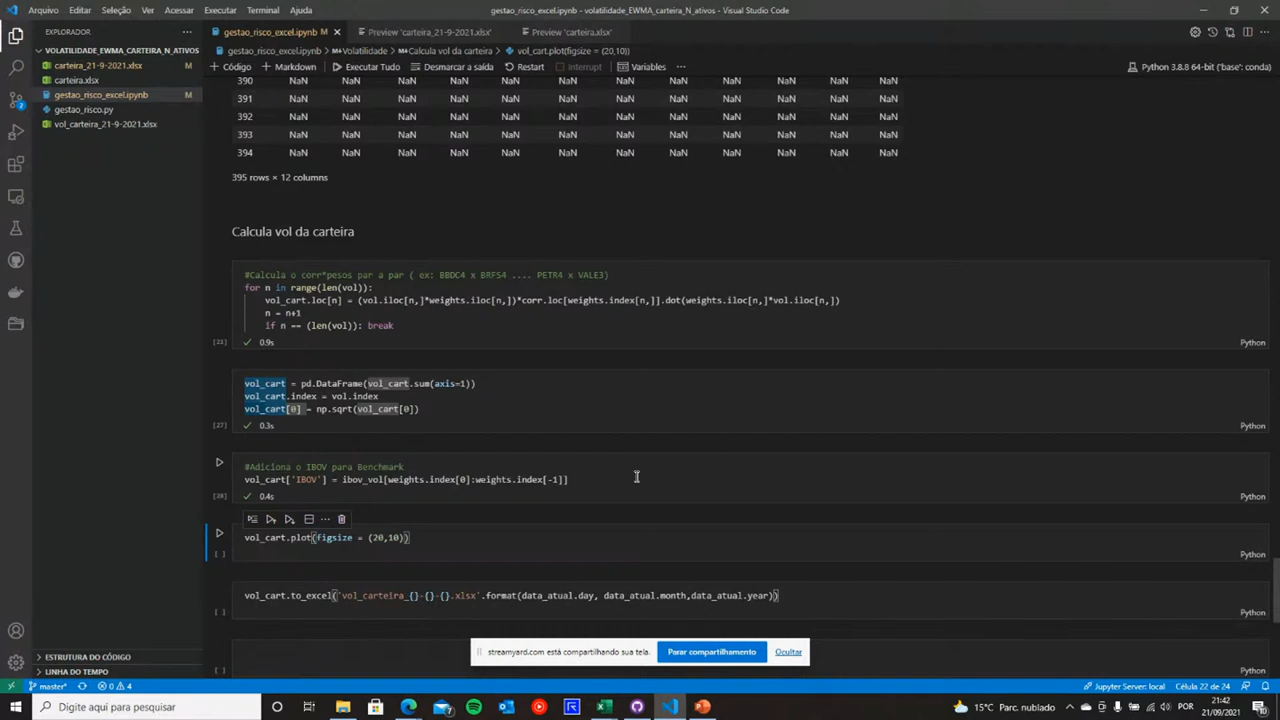 Arquivo Editar Seleção Ver Acessar Executar Terminal Ajuda
gestao_risco_excel.ipynb - volatilidade_EWMA_carteira_N_ativos - Visual Studio Code
EXPLORADOR
VOLATILIDADE_EWMA_CARTEIRA_N_ATIVOS
carteira_21-9-2021.xlsx M
carteira.xlsx
gestao_risco_excel.ipynb M
gestao_risco.py
vol_carteira_21-9-2021.xlsx
ESTRUTURA DO CÓDIGO
LINHA DO TEMPO
gestao_risco_excel.ipynb M
Preview 'carteira_21-9-2021.xlsx'
Preview 'carteira.xlsx'
gestao_risco_excel.ipynb > Volatilidade > Calcula vol da carteira > vol_cart.plot(figsize = (20,10))
+ Código + Markdown Executar Tudo Desmarcar a saída Restart Interrupt Variables ...
Python 3.8.8 64-bit ('base': conda)
390 NaN NaN NaN NaN NaN NaN NaN NaN NaN NaN NaN NaN
391 NaN NaN NaN NaN NaN NaN NaN NaN NaN NaN NaN NaN
392 NaN NaN NaN NaN NaN NaN NaN NaN NaN NaN NaN NaN
393 NaN NaN NaN NaN NaN NaN NaN NaN NaN NaN NaN NaN
394 NaN NaN NaN NaN NaN NaN NaN NaN NaN NaN NaN NaN
395 rows × 12 columns
Calcula vol da carteira
#Calcula o corr*pesos par a par ( ex: BBDC4 x BRFS4 .... PETR4 x VALE3)
for n in range(len(vol)):
vol_cart.loc[n] = (vol.iloc[n,]*weights.iloc[n,])*corr.loc[weights.index[n,]].dot(weights.iloc[n,]*vol.iloc[n,])
n = n+1
if n == (len(vol)): break
[21] 0.9s Python
vol_cart = pd.DataFrame(vol_cart.sum(axis=1))
vol_cart.index = vol.index
vol_cart[0] = np.sqrt(vol_cart[0])
[27] 0.3s Python
#Adiciona o IBOV para Benchmark
vol_cart['IBOV'] = ibov_vol[weights.index[0]:weights.index[-1]]
[28] 0.4s Python
vol_cart.plot(figsize = (20,10))
[ ] Python
vol_cart.to_excel('vol_carteira_{}-{}-{}.xlsx'.format(data_atual.day, data_atual.month,data_atual.year))
[ ] Python
streamyard.com está compartilhando sua tela. Parar compartilhamento Ocultar
[ ] Python
master* 0 4
Jupyter Server: local Célula 22 de 24
Digite aqui para pesquisar
15°C Parc. nublado POR 21:42
21/09/2021